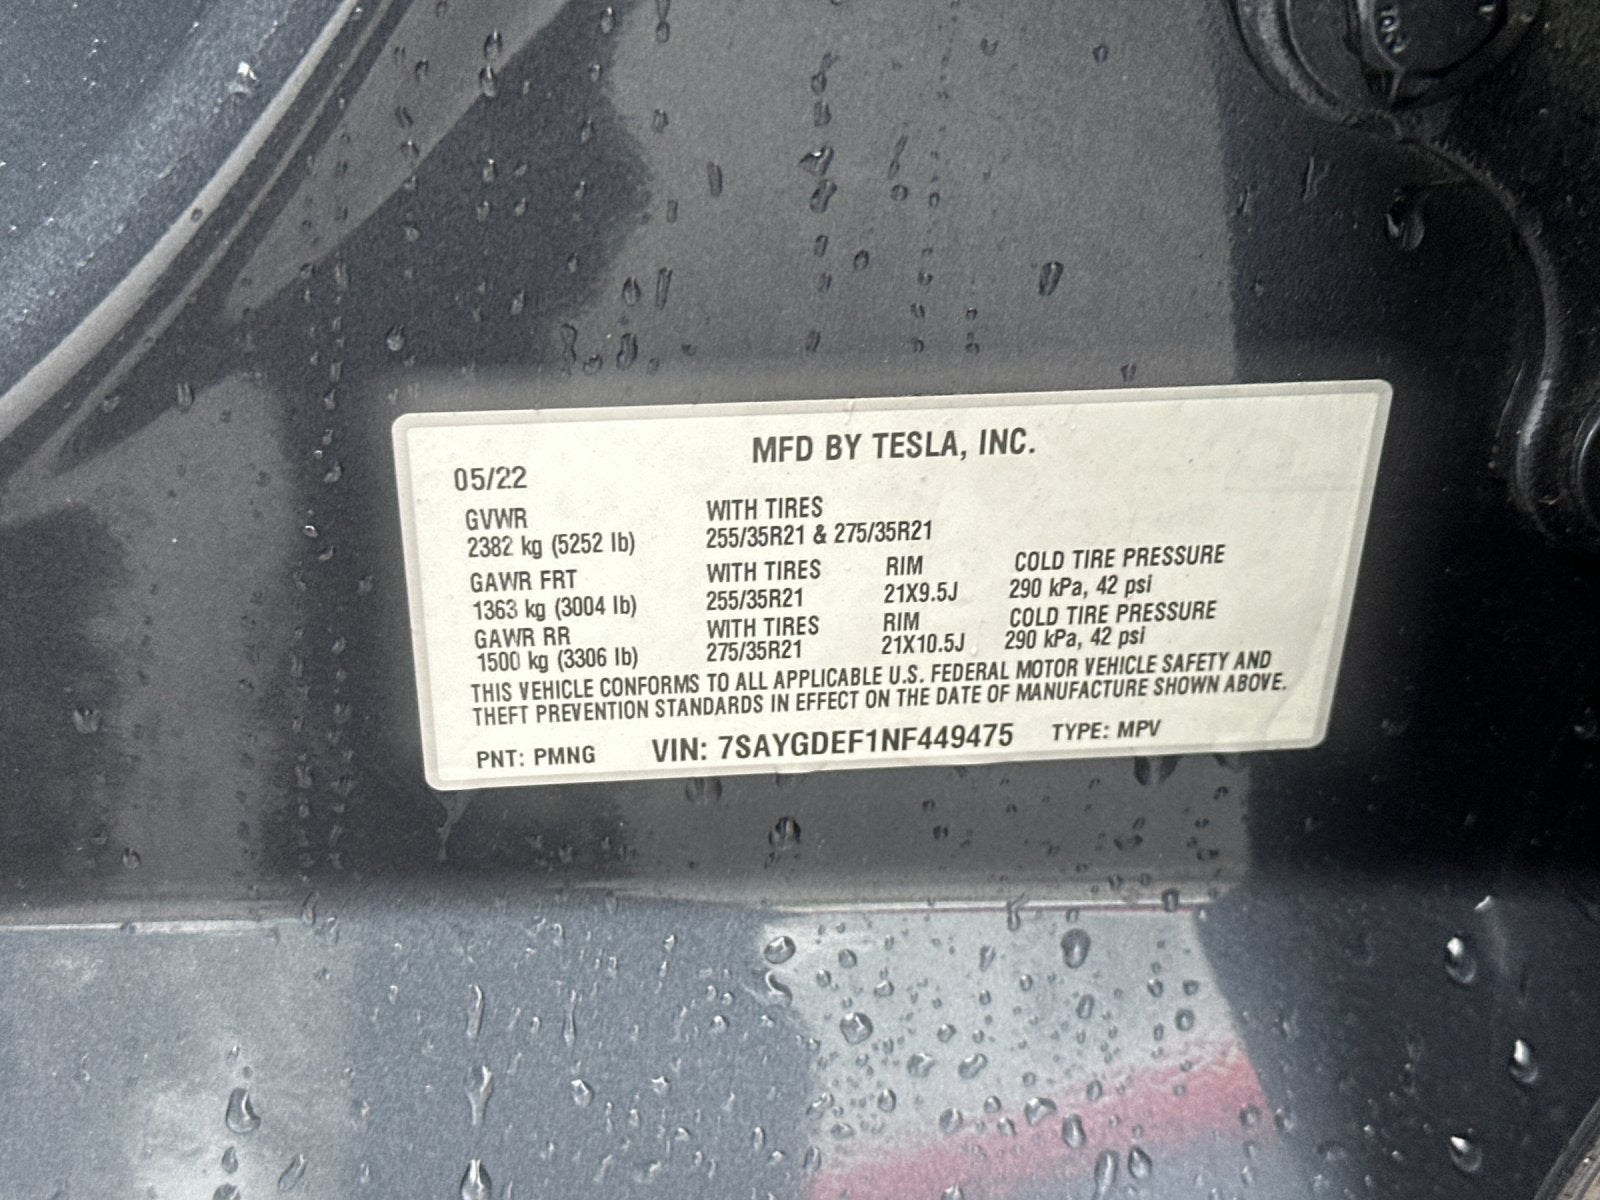 MFD BY TESLA, INC.
05/22
GVWR WITH TIRES
2382 kg (5252 lb) 255/35R21 & 275/35R21
GAWR FRT WITH TIRES RIM COLD TIRE PRESSURE
1363 kg (3004 lb) 255/35R21 21X9.5J 290 kPa, 42 psi
GAWR RR WITH TIRES RIM COLD TIRE PRESSURE
1500 kg (3306 lb) 275/35R21 21X10.5J 290 kPa, 42 psi
THIS VEHICLE CONFORMS TO ALL APPLICABLE U.S. FEDERAL MOTOR VEHICLE SAFETY AND
THEFT PREVENTION STANDARDS IN EFFECT ON THE DATE OF MANUFACTURE SHOWN ABOVE.
PNT: PMNG VIN: 7SAYGDEF1NF449475 TYPE: MPV